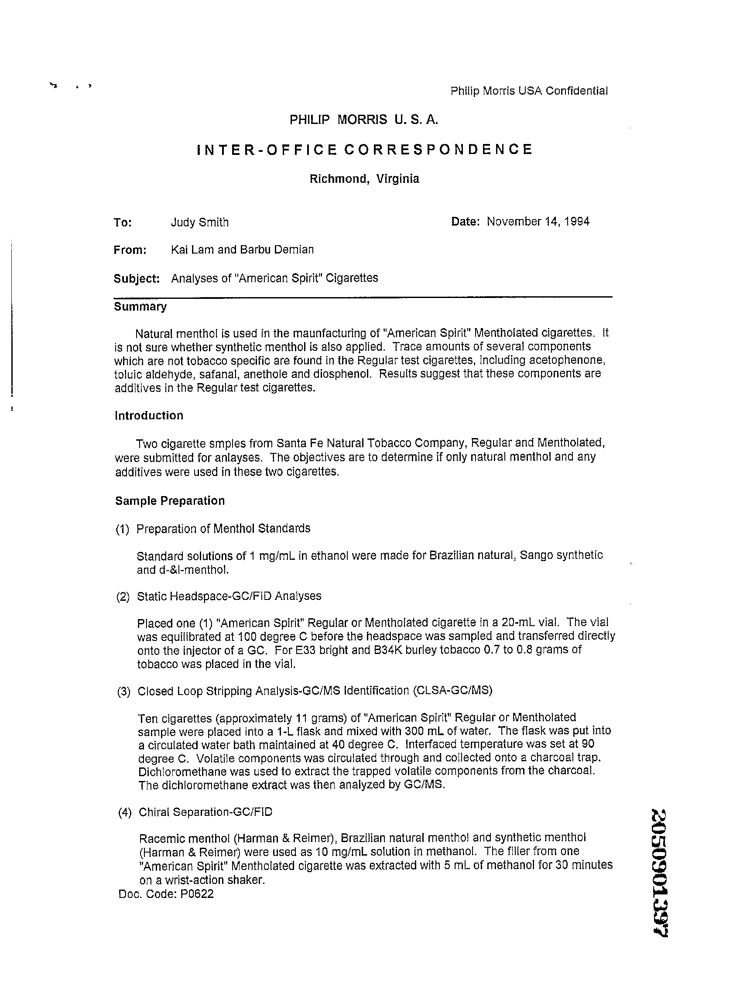 Philip Morris USA Confidential
PHILIP MORRIS U. S. A.
INTER-OFFICE CORRESPONDENCE
Richmond, Virginia
To: Judy Smith Date: November 14, 1994
From: Kai Lam and Barbu Demian
Subject: Analyses of "American Spirit" Cigarettes
Summary
Natural menthol is used in the maunfacturing of "American Spirit" Mentholated cigarettes. It
is not sure whether synthetic menthol is also applied. Trace amounts of several components
which are not tobacco specific are found in the Regular test cigarettes, including acetophenone,
toluic aldehyde, safanal, anethole and diosphenol. Results suggest that these components are
additives in the Regular test cigarettes.
Introduction
Two cigarette smples from Santa Fe Natural Tobacco Company, Regular and Mentholated,
were submitted for anlayses. The objectives are to determine if only natural menthol and any
additives were used in these two cigarettes.
Sample Preparation
(1) Preparation of Menthol Standards
Standard solutions of 1 mg/mL in ethanol were made for Brazilian natural, Sango synthetic
and d-&l-menthol.
(2) Static Headspace-GC/FID Analyses
Placed one (1) "American Spirit" Regular or Mentholated cigarette in a 20-mL vial. The vial
was equilibrated at 100 degree C before the headspace was sampled and transferred directly
onto the injector of a GC. For E33 bright and B34K burley tobacco 0.7 to 0.8 grams of
tobacco was placed in the vial.
(3) Closed Loop Stripping Analysis-GC/MS Identification (CLSA-GC/MS)
Ten cigarettes (approximately 11 grams) of "American Spirit" Regular or Mentholated
sample were placed into a 1-L flask and mixed with 300 mL of water. The flask was put into
a circulated water bath maintained at 40 degree C. Interfaced temperature was set at 90
degree C. Volatile components was circulated through and collected onto a charcoal trap.
Dichloromethane was used to extract the trapped volatile components from the charcoal.
The dichloromethane extract was then analyzed by GC/MS.
(4) Chiral Separation-GC/FID
Racemic menthol (Harman & Reimer), Brazilian natural menthol and synthetic menthol
(Harman & Reimer) were used as 10 mg/mL solution in methanol. The filler from one
"American Spirit" Mentholated cigarette was extracted with 5 mL of methanol for 30 minutes
on a wrist-action shaker.
Doc. Code: P0622
2050901397